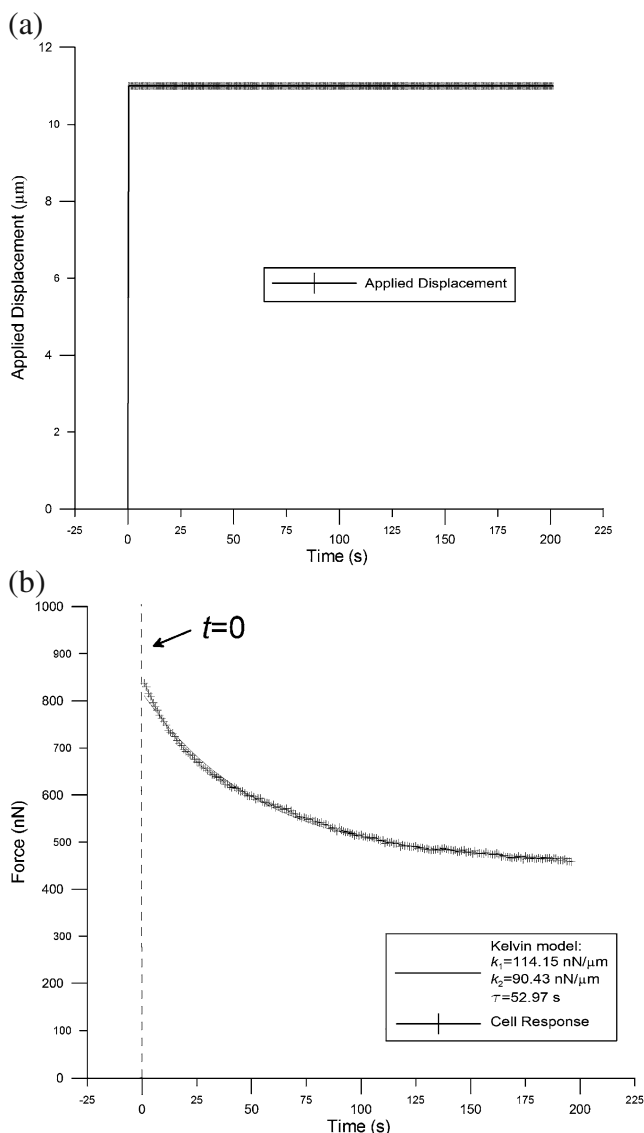 (a)
12
10
8
6
4
2
0
Applied Displacement (μm)
Applied Displacement
-25 0 25 50 75 100 125 150 175 200 225
Time (s)
(b)
1000
900
800
700
600
500
400
300
200
100
0
Force (nN)
t=0
Kelvin model:
k₁=114.15 nN/μm
k₂=90.43 nN/μm
τ=52.97 s
Cell Response
-25 0 25 50 75 100 125 150 175 200 225
Time (s)